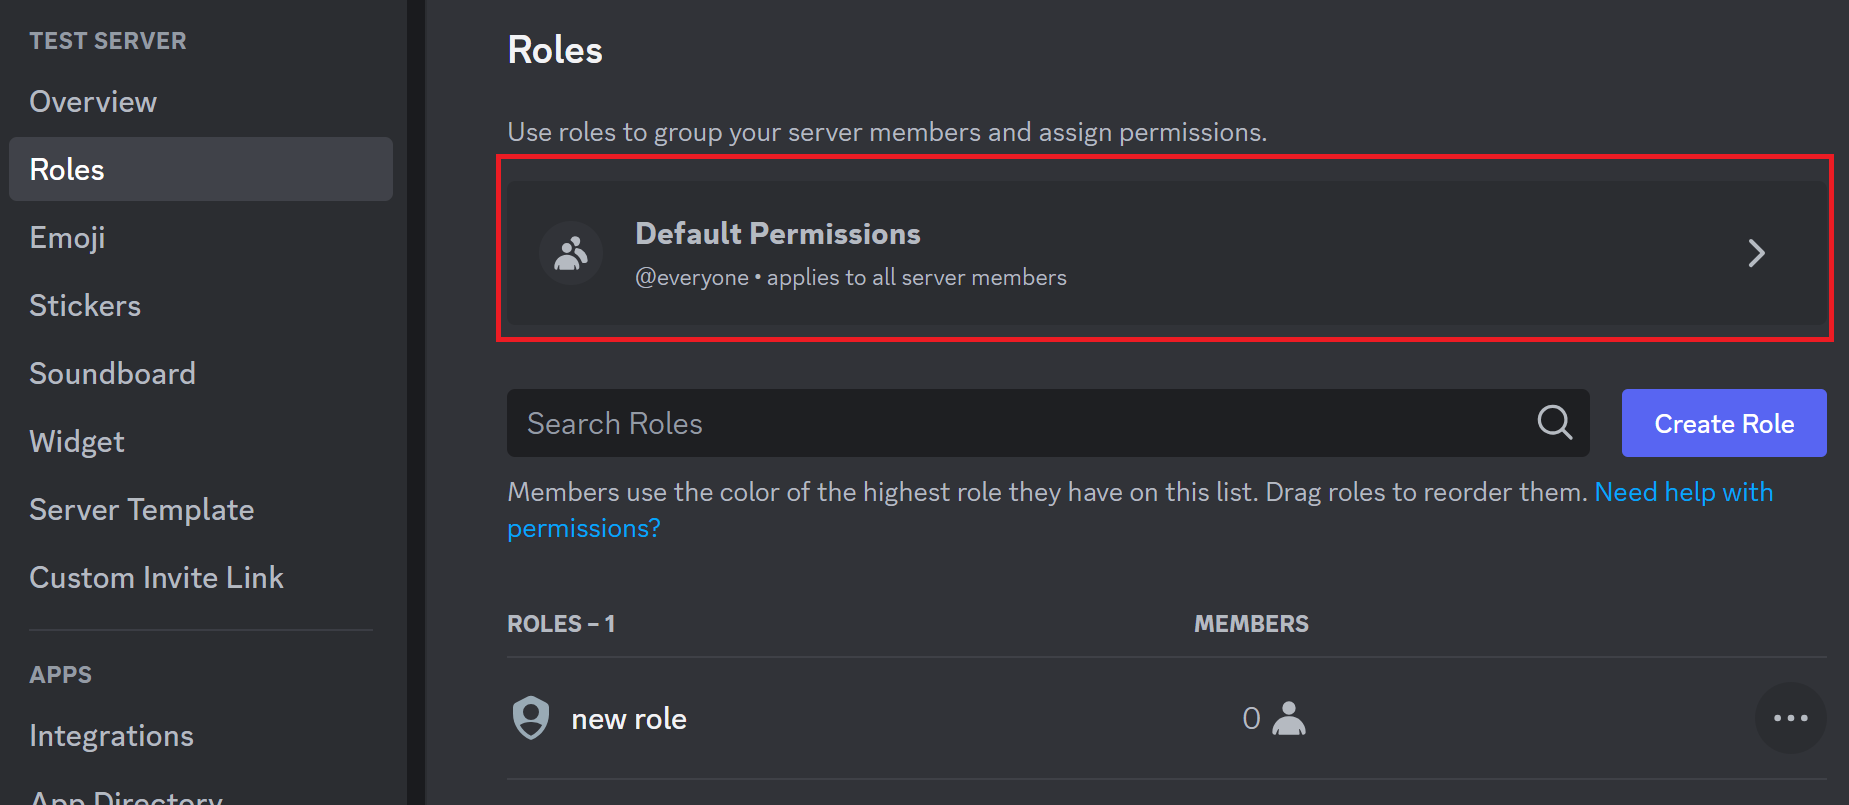 TEST SERVER
Overview
Roles
Emoji
Stickers
Soundboard
Widget
Server Template
Custom Invite Link
APPS
Integrations
App Directory
Roles
Use roles to group your server members and assign permissions.
Default Permissions
@everyone • applies to all server members
Search Roles
Create Role
Members use the color of the highest role they have on this list. Drag roles to reorder them. Need help with
permissions?
ROLES – 1 MEMBERS
new role 0